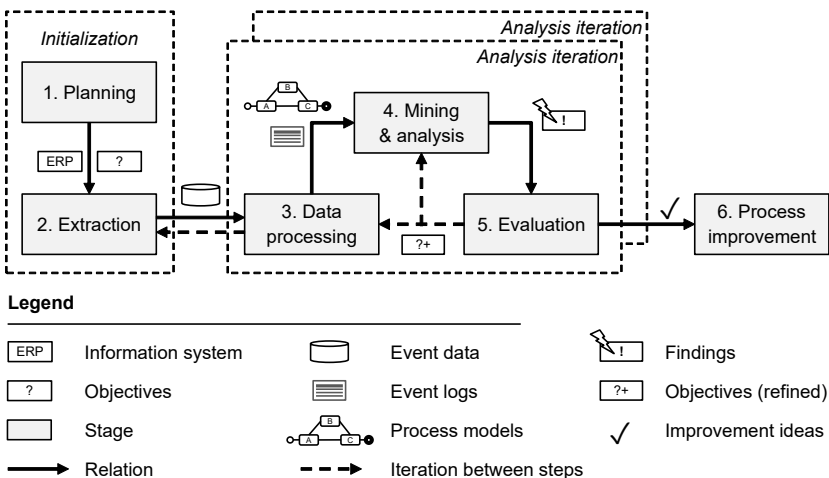 Initialization
Analysis iteration
Analysis iteration
1. Planning
ERP
?
2. Extraction
A
B
C
3. Data
processing
4. Mining
& analysis
!
?+
5. Evaluation
6. Process
improvement
Legend
ERP
Information system
Event data
!
Findings
?
Objectives
Event logs
?+
Objectives (refined)
Stage
A
B
C
Process models
Improvement ideas
Relation
Iteration between steps